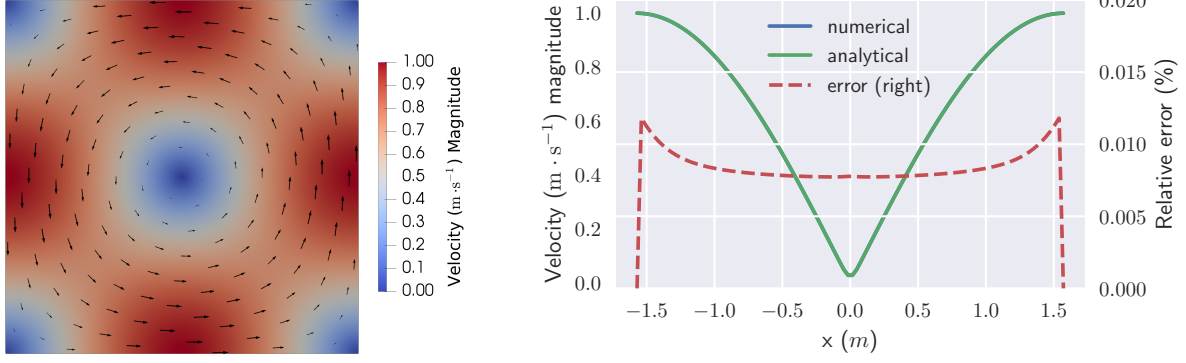 1.00
0.90
0.80
0.7
0.6
0.5
0.4
0.3
0.2
0.1
0.00
Velocity (m·s⁻¹) Magnitude
Velocity (m · s⁻¹) magnitude
1.0
0.8
0.6
0.4
0.2
0.0
numerical
analytical
error (right)
0.020
0.015
0.010
0.005
0.000
Relative error (%)
−1.5 −1.0 −0.5 0.0 0.5 1.0 1.5
x (m)